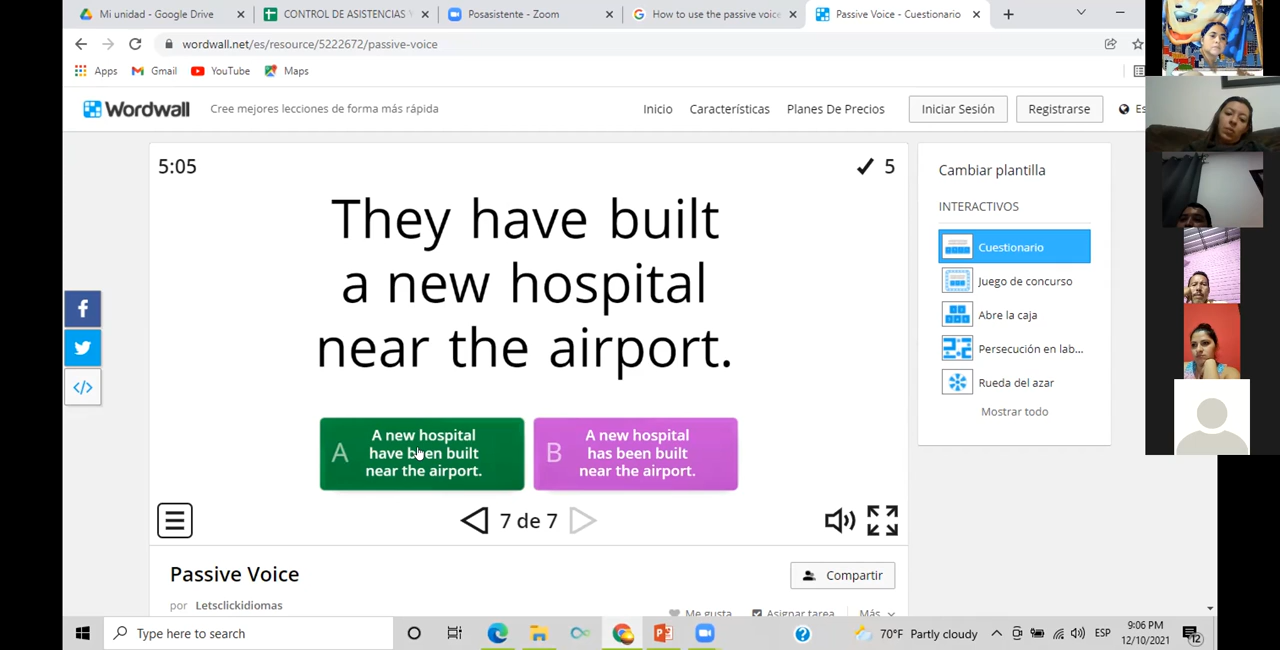 Mi unidad - Google Drive
CONTROL DE ASISTENCIAS
Posasistente - Zoom
How to use the passive voice
Passive Voice - Cuestionario
wordwall.net/es/resource/5222672/passive-voice
Apps Gmail YouTube Maps
Wordwall Cree mejores lecciones de forma más rápida Inicio Características Planes De Precios Iniciar Sesión Registrarse Es
5:05 5
They have built
a new hospital
near the airport.
A A new hospital
have been built
near the airport.
B A new hospital
has been built
near the airport.
7 de 7
Cambiar plantilla
INTERACTIVOS
Cuestionario
Juego de concurso
Abre la caja
Persecución en lab...
Rueda del azar
Mostrar todo
Passive Voice
Compartir
por Letsclickidiomas
Me gusta Asignar tarea Más
Type here to search
70°F Partly cloudy ESP
9:06 PM
12/10/2021
12